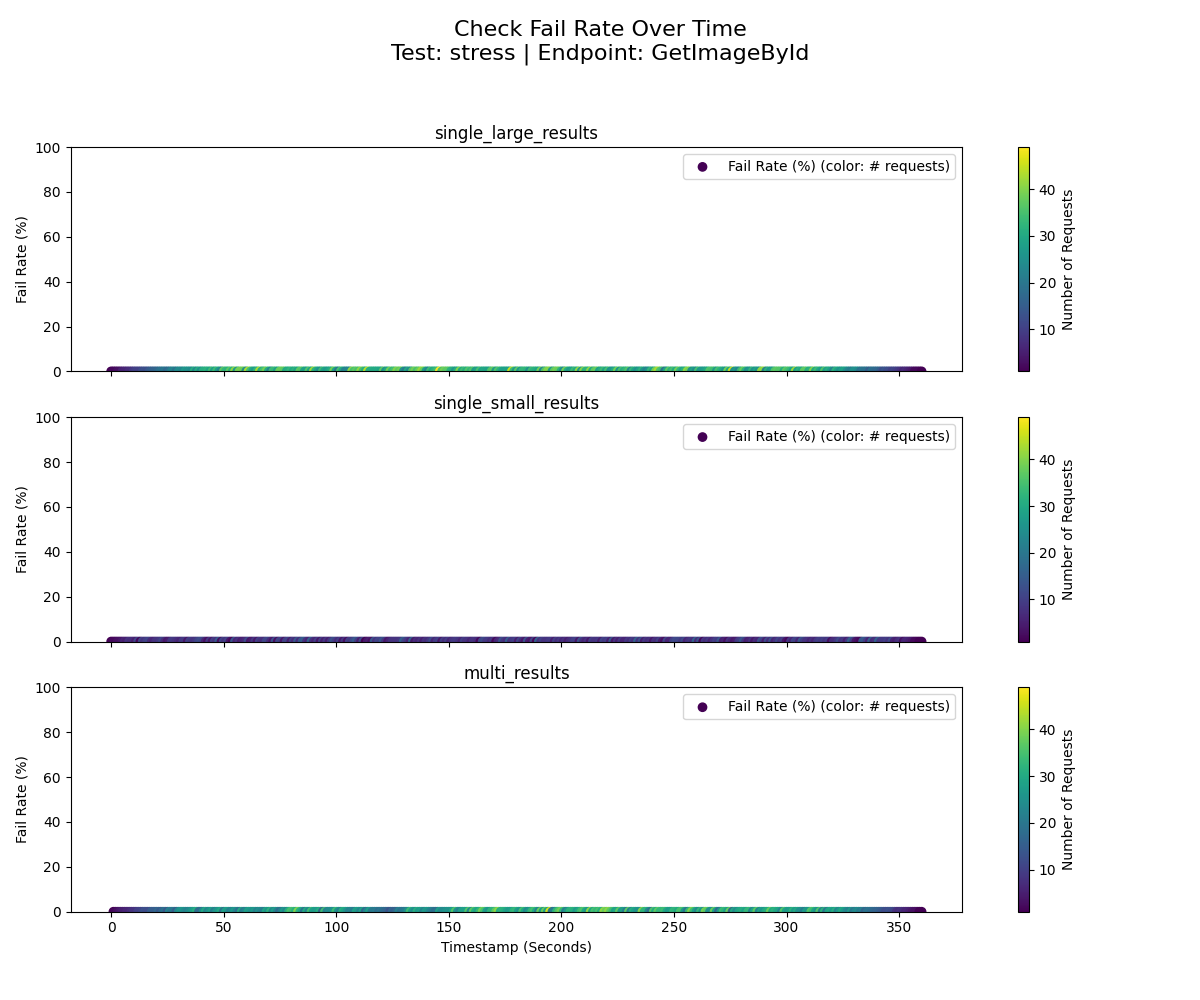 Check Fail Rate Over Time
Test: stress | Endpoint: GetImageById
single_large_results
100
80
60
40
20
0
Fail Rate (%)
Fail Rate (%) (color: # requests)
40
30
20
10
Number of Requests
single_small_results
100
80
60
40
20
0
Fail Rate (%)
Fail Rate (%) (color: # requests)
40
30
20
10
Number of Requests
multi_results
100
80
60
40
20
0
Fail Rate (%)
Fail Rate (%) (color: # requests)
40
30
20
10
Number of Requests
0 50 100 150 200 250 300 350
Timestamp (Seconds)